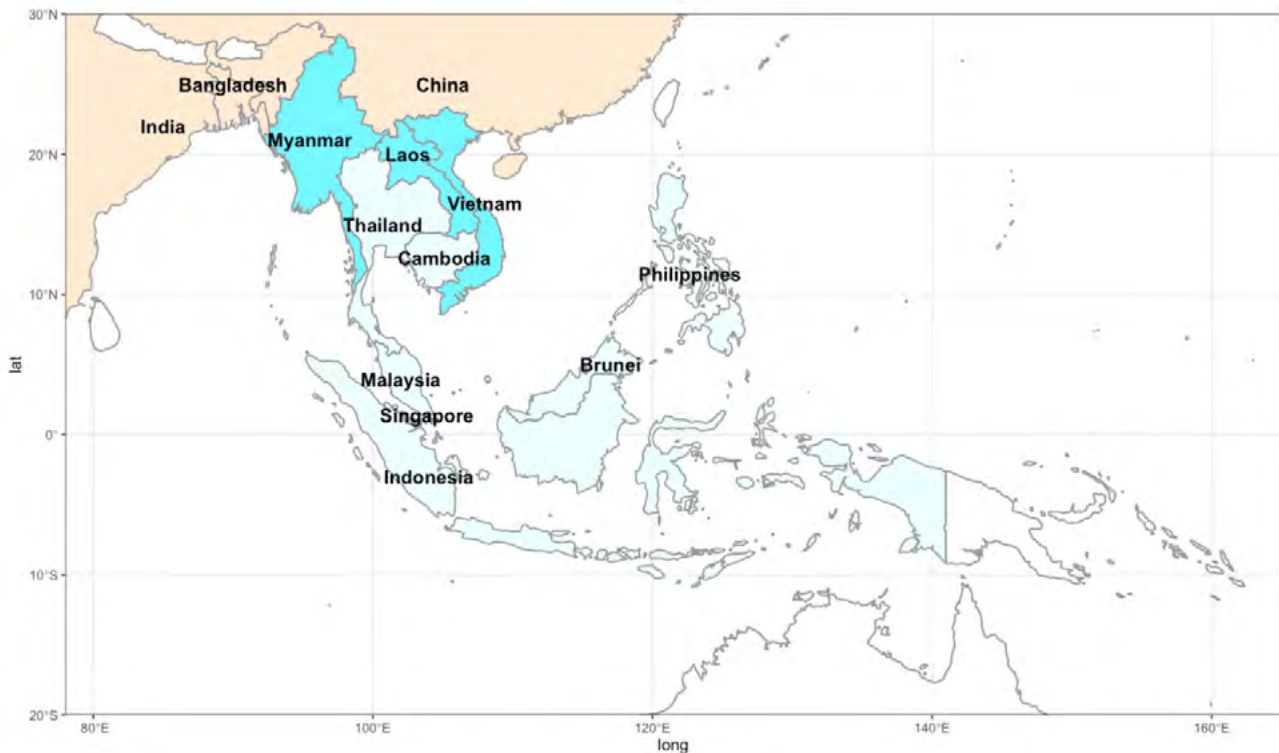 30°N
China
Bangladesh
India
Myanmar
20°N
Laos
Vietnam
Thailand
Cambodia
Philippines
10°N
lat
Brunei
Malaysia
Singapore
0°
Indonesia
10°S
20°S
80°E
100°E
120°E
140°E
160°E
long